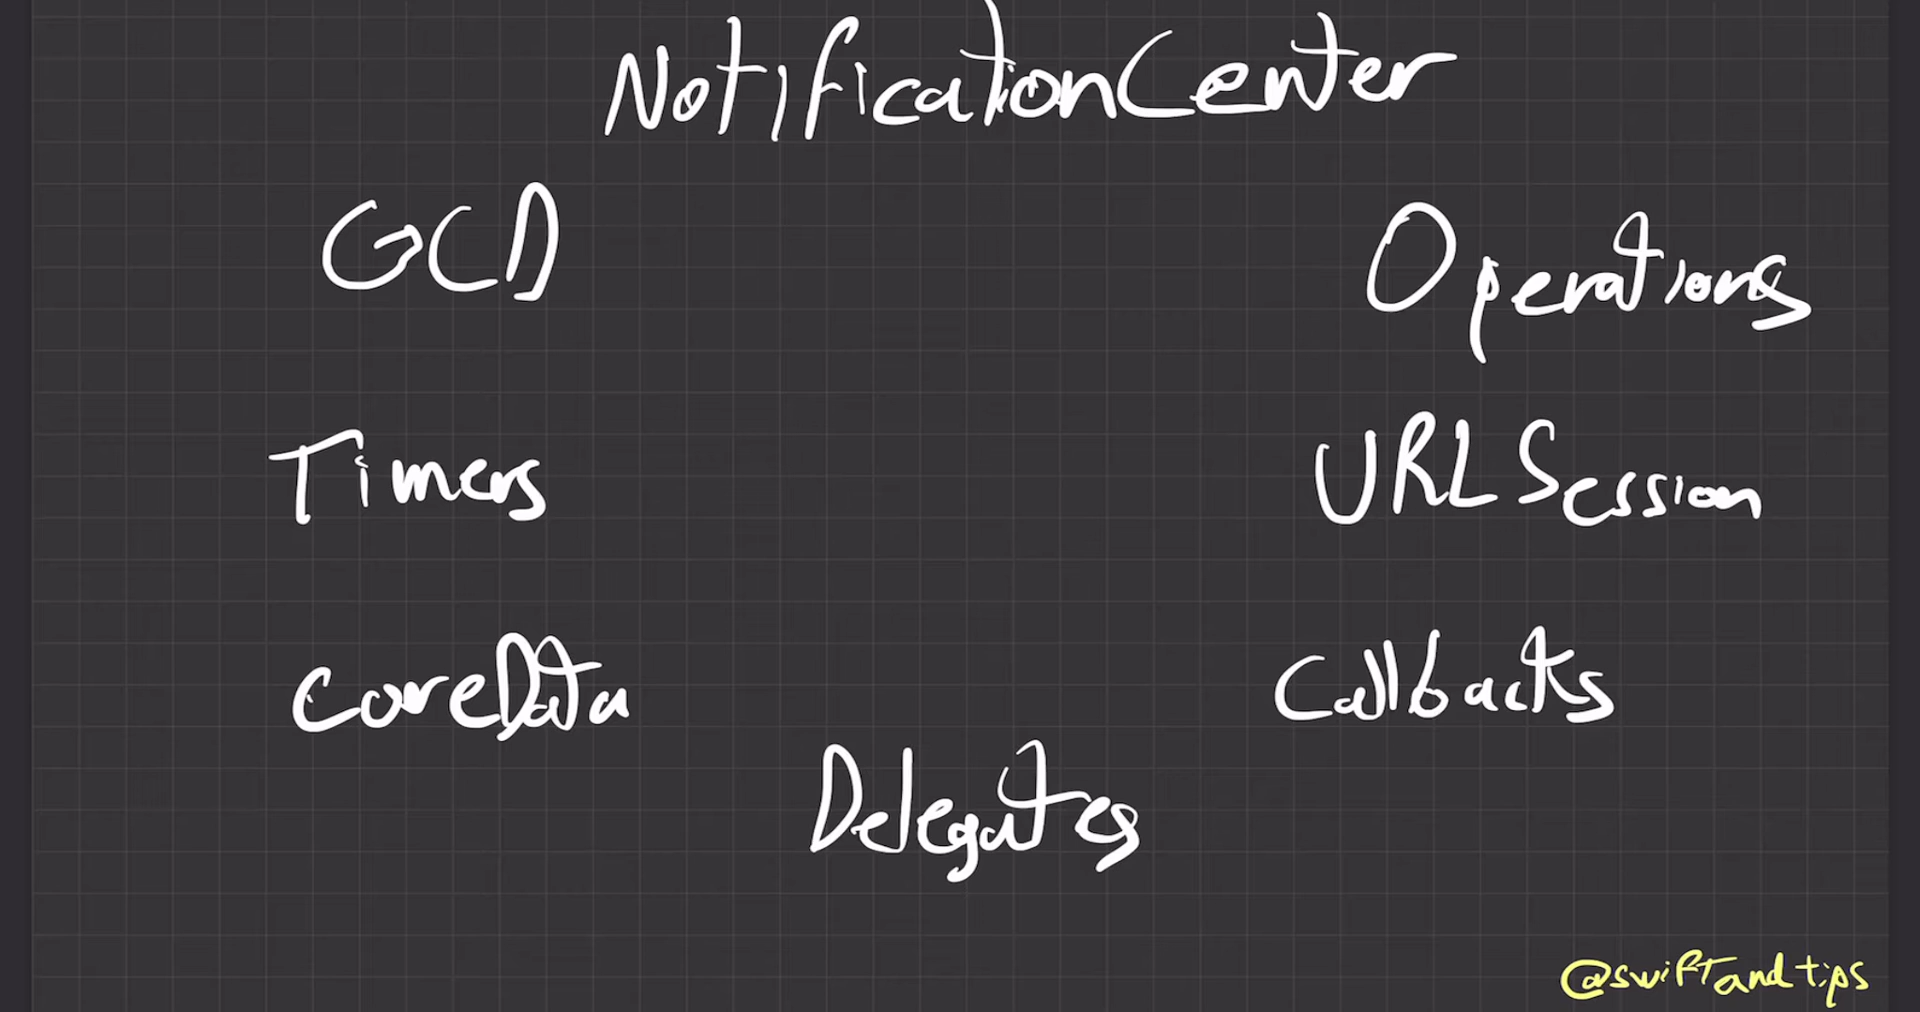 NotificationCenter
GCD
Operations
Timers
URLSession
CoreData
Callbacks
Delegates
@swiftandtips